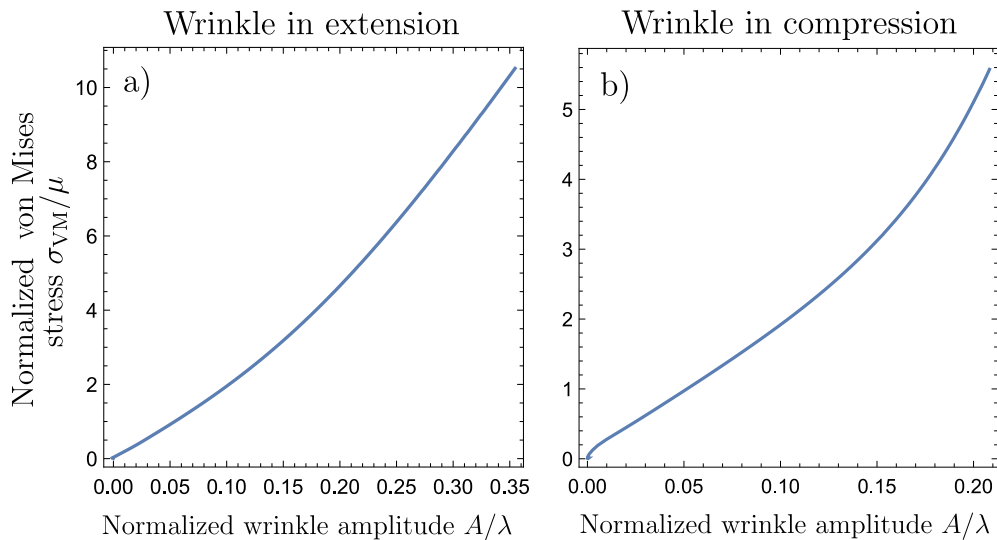 Wrinkle in extension
Wrinkle in compression
Normalized von Mises
stress σVM/μ
a)
10
8
6
4
2
0
0.00 0.05 0.10 0.15 0.20 0.25 0.30 0.35
Normalized wrinkle amplitude A/λ
b)
5
4
3
2
1
0
0.00 0.05 0.10 0.15 0.20
Normalized wrinkle amplitude A/λ